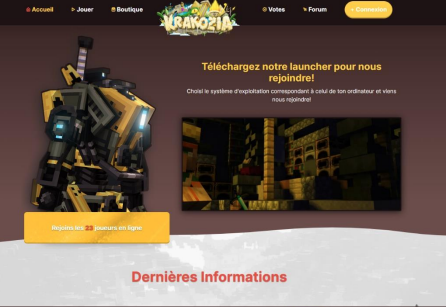 Accueil
Jouer
Boutique
KRAKOZIA
Votes
Forum
Connexion
Téléchargez notre launcher pour nous
rejoindre!
Choisi le système d'exploitation correspondant à celui de ton ordinateur et viens
nous rejoindre!
Rejoins les 23 joueurs en ligne
Dernières Informations